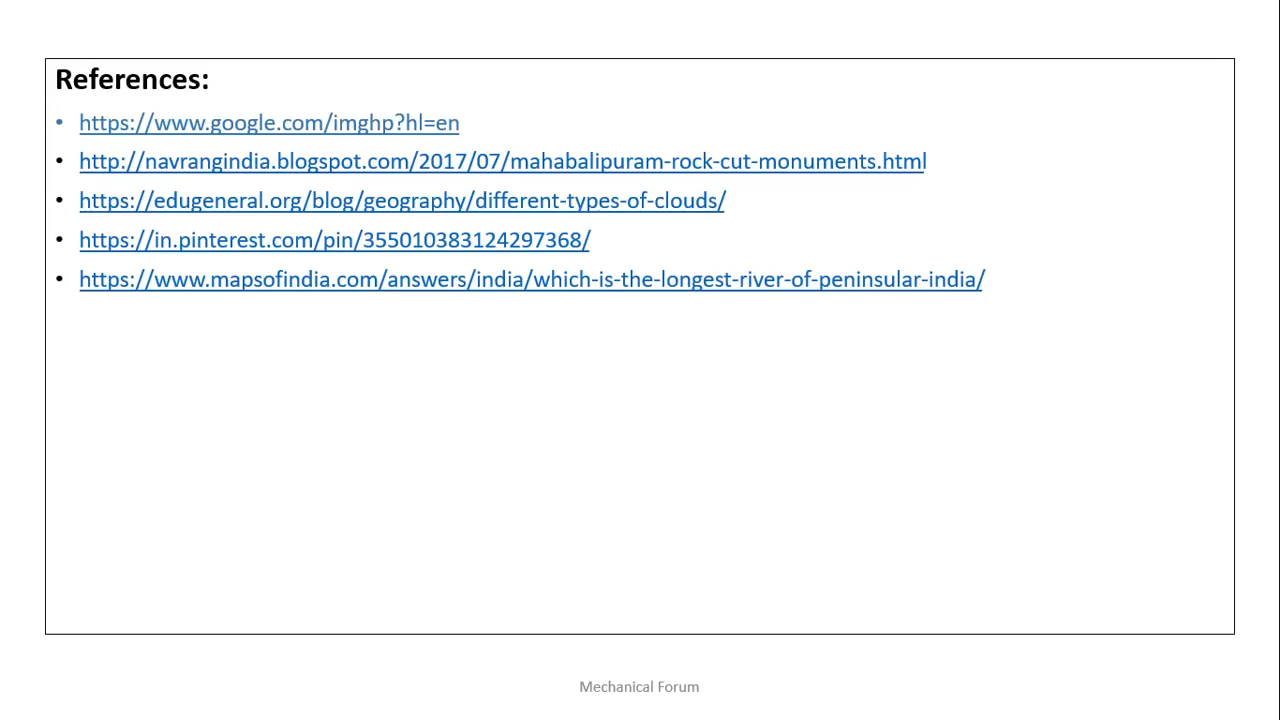 References:
• https://www.google.com/imghp?hl=en
• http://navrangindia.blogspot.com/2017/07/mahabalipuram-rock-cut-monuments.html
• https://edugeneral.org/blog/geography/different-types-of-clouds/
• https://in.pinterest.com/pin/355010383124297368/
• https://www.mapsofindia.com/answers/india/which-is-the-longest-river-of-peninsular-india/
Mechanical Forum